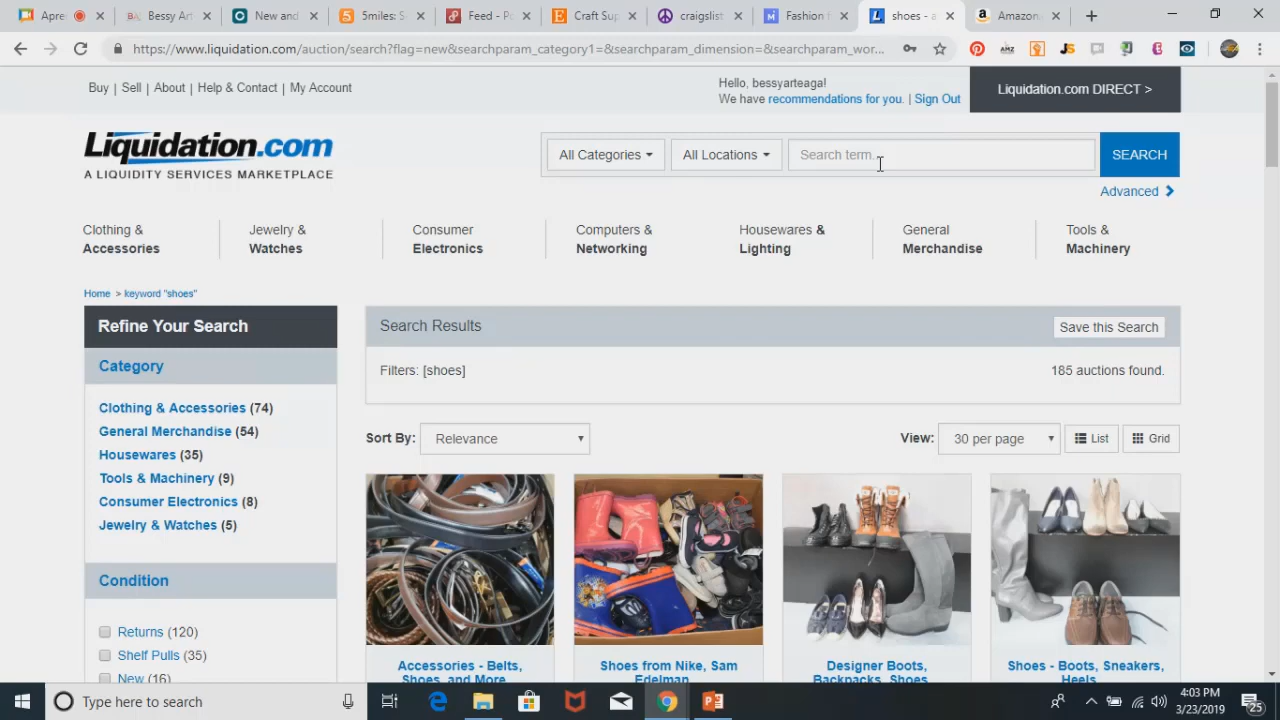 Apre
Bessy Art
New and
5miles: S
Feed - P
Craft Sup
craigslist
Fashion
shoes - a
Amazon
https://www.liquidation.com/auction/search?flag=new&searchparam_category1=&searchparam_dimension=&searchparam_wor...
Buy | Sell | About | Help & Contact | My Account
Hello, bessyarteaga!
We have recommendations for you. | Sign Out
Liquidation.com DIRECT >
Liquidation.com
A LIQUIDITY SERVICES MARKETPLACE
All Categories
All Locations
Search term...
SEARCH
Advanced
Clothing &
Accessories
Jewelry &
Watches
Consumer
Electronics
Computers &
Networking
Housewares &
Lighting
General
Merchandise
Tools &
Machinery
Home > keyword "shoes"
Refine Your Search
Category
Clothing & Accessories (74)
General Merchandise (54)
Housewares (35)
Tools & Machinery (9)
Consumer Electronics (8)
Jewelry & Watches (5)
Condition
Returns (120)
Shelf Pulls (35)
New (16)
Search Results
Save this Search
Filters: [shoes]
185 auctions found.
Sort By: Relevance
View: 30 per page
List
Grid
Accessories - Belts,
Shoes, and More
Shoes from Nike, Sam
Edelman
Designer Boots,
Backpacks, Shoes
Shoes - Boots, Sneakers,
Heels
Type here to search
4:03 PM
3/23/2019
25